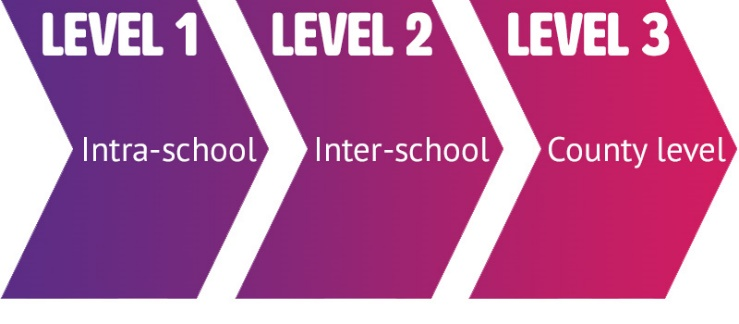 LEVEL 1
Intra-school
LEVEL 2
Inter-school
LEVEL 3
County level